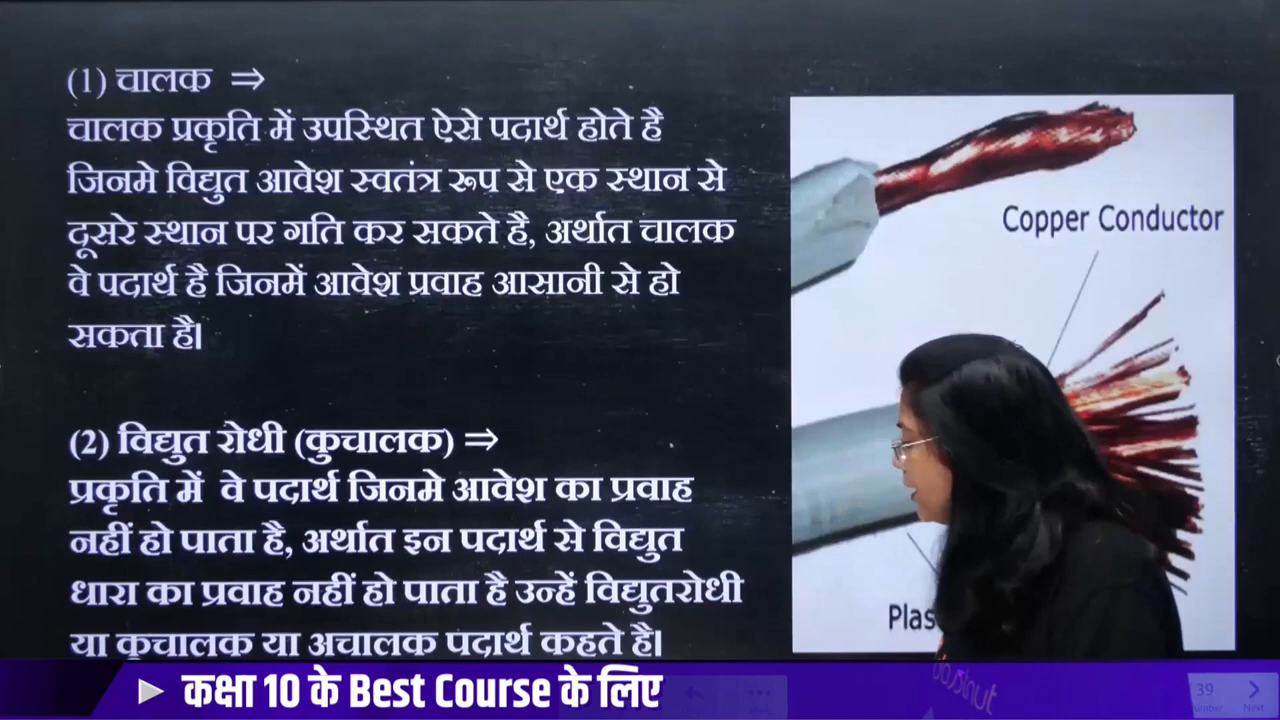 (1) चालक ⇒
चालक प्रकृति में उपस्थित ऐसे पदार्थ होते है
जिनमे विद्युत आवेश स्वतंत्र रूप से एक स्थान से
दूसरे स्थान पर गति कर सकते है, अर्थात चालक
वे पदार्थ है जिनमें आवेश प्रवाह आसानी से हो
सकता है।
(2) विद्युत रोधी (कुचालक) ⇒
प्रकृति में वे पदार्थ जिनमे आवेश का प्रवाह
नहीं हो पाता है, अर्थात इन पदार्थ से विद्युत
धारा का प्रवाह नहीं हो पाता है उन्हें विद्युतरोधी
या कुचालक या अचालक पदार्थ कहते है।
Copper Conductor
Plas
कक्षा 10 के Best Course के लिए
39
Next